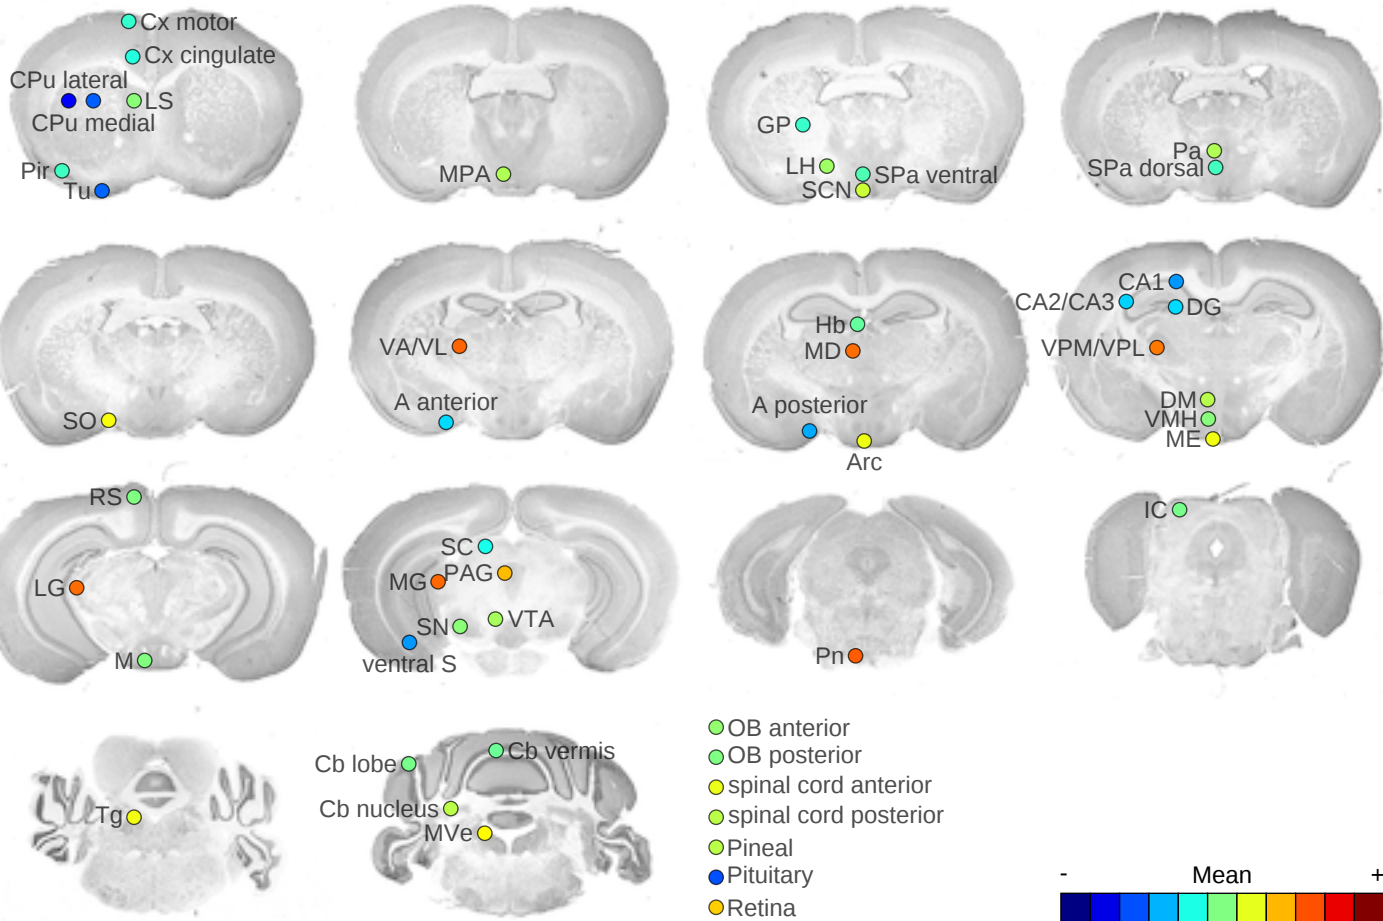 Cx motor
Cx cingulate
CPu lateral
LS
CPu medial
Pir
Tu
MPA
GP
LH
SPa ventral
SCN
Pa
SPa dorsal
SO
VA/VL
A anterior
Hb
MD
A posterior
Arc
CA1
CA2/CA3
DG
VPM/VPL
DM
VMH
ME
RS
LG
M
SC
MG
PAG
SN
VTA
ventral S
Pn
IC
Tg
Cb lobe
Cb vermis
Cb nucleus
MVe
OB anterior
OB posterior
spinal cord anterior
spinal cord posterior
Pineal
Pituitary
Retina
- Mean +